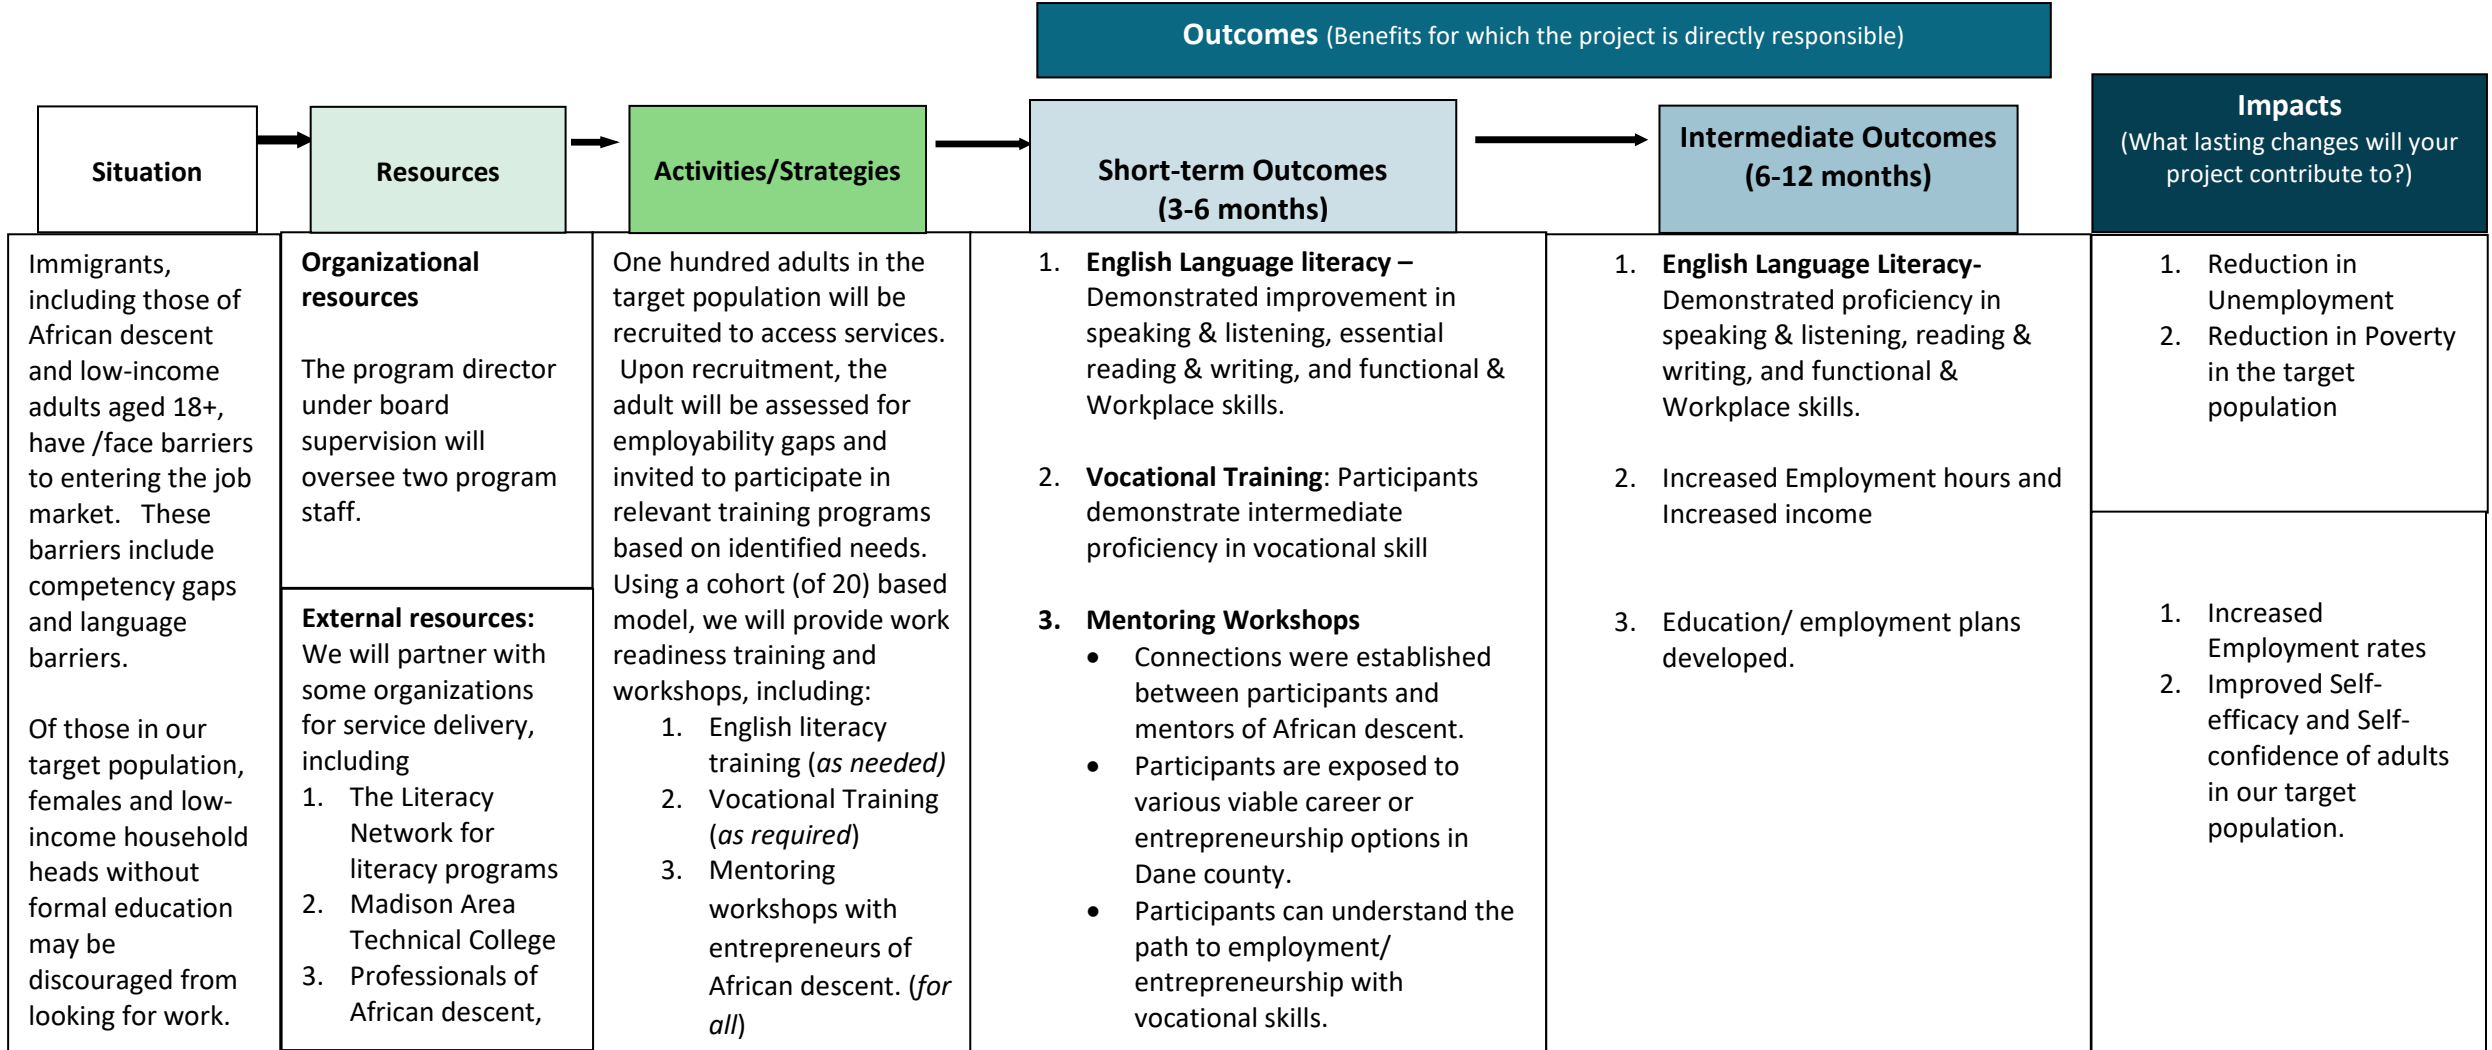 Outcomes (Benefits for which the project is directly responsible)
Situation
Resources
Activities/Strategies
Short-term Outcomes
(3-6 months)
Intermediate Outcomes
(6-12 months)
Impacts
(What lasting changes will your
project contribute to?)
Immigrants,
including those of
African descent
and low-income
adults aged 18+,
have /face barriers
to entering the job
market.   These
barriers include
competency gaps
and language
barriers.
Of those in our
target population,
females and low-
income household
heads without
formal education
may be
discouraged from
looking for work.
Organizational
resources
The program director
under board
supervision will
oversee two program
staff.
External resources:
We will partner with
some organizations
for service delivery,
including
1. The Literacy
Network for
literacy programs
2. Madison Area
Technical College
3. Professionals of
African descent,
One hundred adults in the
target population will be
recruited to access services.
Upon recruitment, the
adult will be assessed for
employability gaps and
invited to participate in
relevant training programs
based on identified needs.
Using a cohort (of 20) based
model, we will provide work
readiness training and
workshops, including:
1. English literacy
training (as needed)
2. Vocational Training
(as required)
3. Mentoring
workshops with
entrepreneurs of
African descent. (for
all)
1. English Language literacy –
Demonstrated improvement in
speaking & listening, essential
reading & writing, and functional &
Workplace skills.
2. Vocational Training: Participants
demonstrate intermediate
proficiency in vocational skill
3. Mentoring Workshops
• Connections were established
between participants and
mentors of African descent.
• Participants are exposed to
various viable career or
entrepreneurship options in
Dane county.
• Participants can understand the
path to employment/
entrepreneurship with
vocational skills.
1. English Language Literacy-
Demonstrated proficiency in
speaking & listening, reading &
writing, and functional &
Workplace skills.
2. Increased Employment hours and
Increased income
3. Education/ employment plans
developed.
1. Reduction in
Unemployment
2. Reduction in Poverty
in the target
population
1. Increased
Employment rates
2. Improved Self-
efficacy and Self-
confidence of adults
in our target
population.